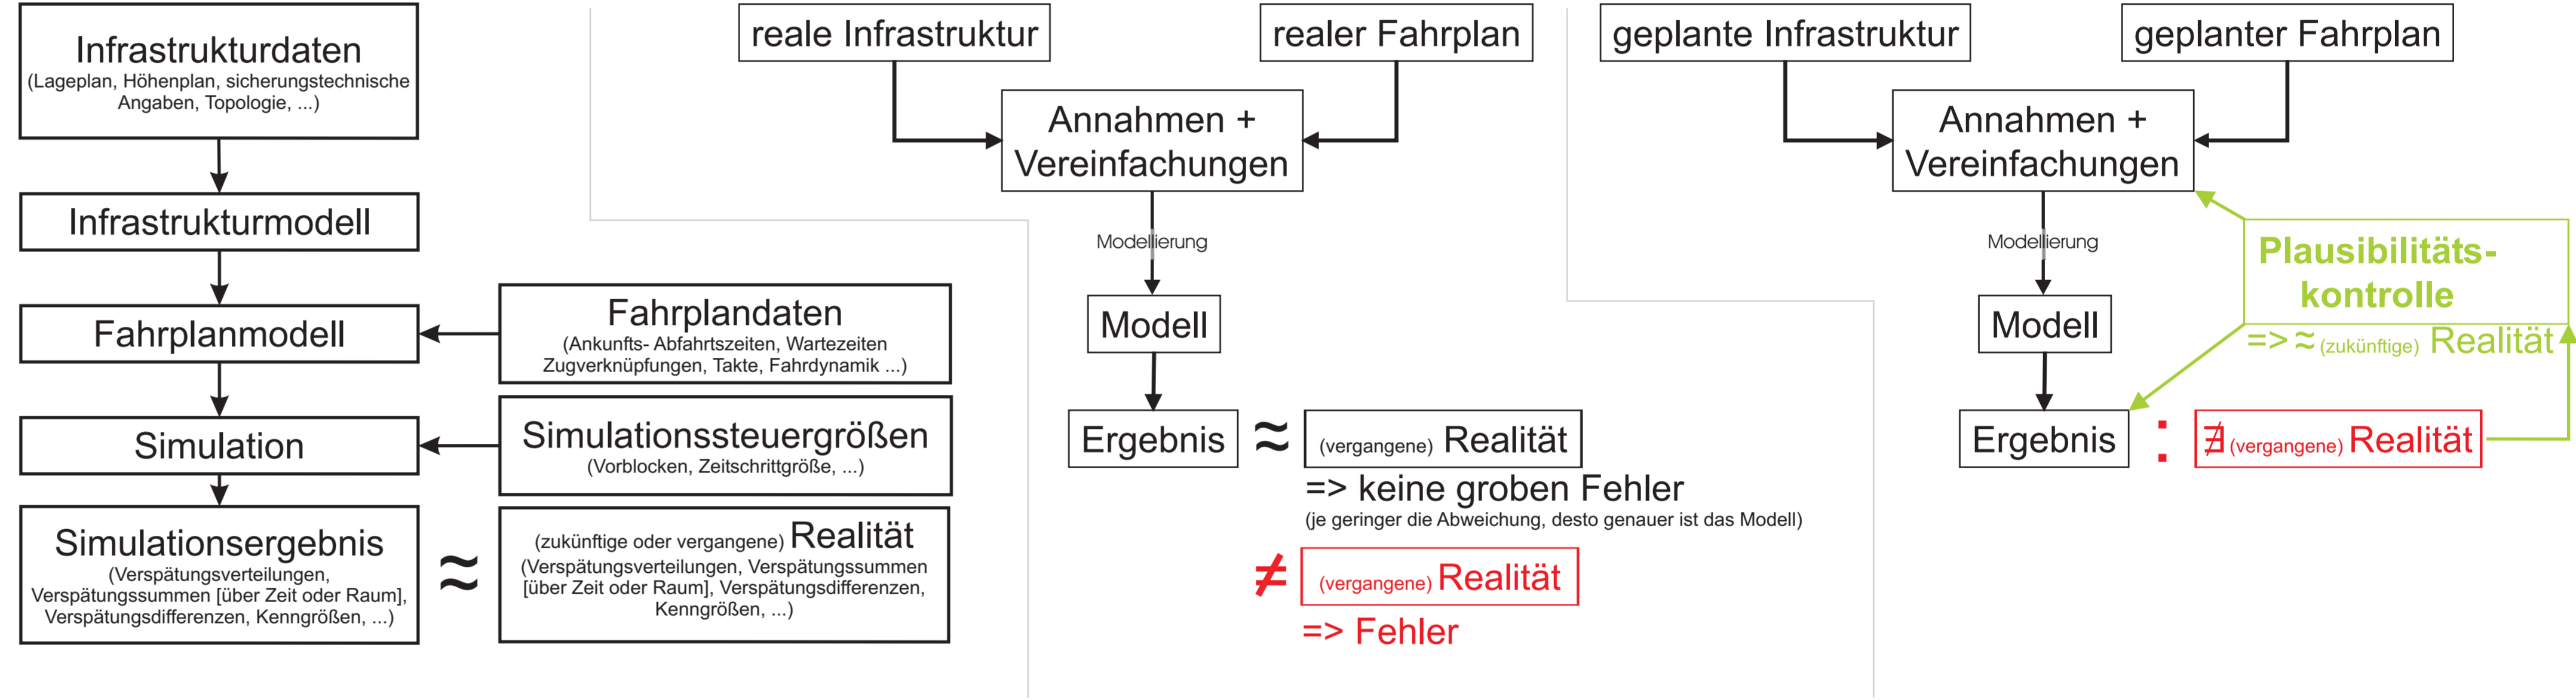 Infrastrukturdaten
(Lageplan, Höhenplan, sicherungstechnische
Angaben, Topologie, ...)
Infrastrukturmodell
Fahrplanmodell
Fahrplandaten
(Ankunfts- Abfahrtszeiten, Wartezeiten
Zugverknüpfungen, Takte, Fahrdynamik ...)
Simulation
Simulationssteuergrößen
(Vorblocken, Zeitschrittgröße, ...)
Simulationsergebnis
(Verspätungsverteilungen,
Verspätungssummen [über Zeit oder Raum],
Verspätungsdifferenzen, Kenngrößen, ...)
≈
(zukünftige oder vergangene) Realität
(Verspätungsverteilungen, Verspätungssummen
[über Zeit oder Raum], Verspätungsdifferenzen,
Kenngrößen, ...)
reale Infrastruktur
realer Fahrplan
Annahmen +
Vereinfachungen
Modellierung
Modell
Ergebnis ≈ (vergangene) Realität
=> keine groben Fehler
(je geringer die Abweichung, desto genauer ist das Modell)
≠ (vergangene) Realität
=> Fehler
geplante Infrastruktur
geplanter Fahrplan
Annahmen +
Vereinfachungen
Modellierung
Modell
Plausibilitäts-
kontrolle
=> ≈ (zukünftige) Realität
Ergebnis : ∄ (vergangene) Realität